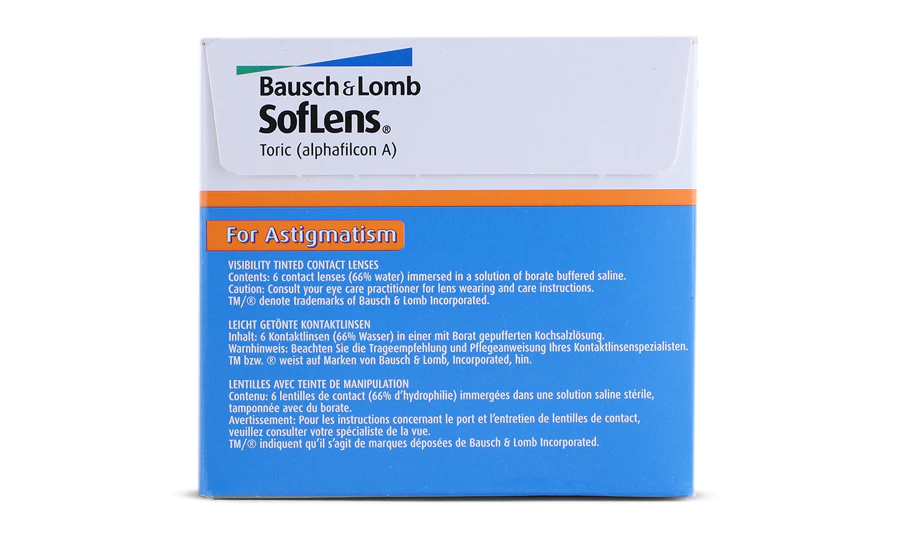 Bausch & Lomb
SofLens®
Toric (alphafilcon A)
For Astigmatism
VISIBILITY TINTED CONTACT LENSES
Contents: 6 contact lenses (66% water) immersed in a solution of borate buffered saline.
Caution: Consult your eye care practitioner for lens wearing and care instructions.
TM/® denote trademarks of Bausch & Lomb Incorporated.
LEICHT GETÖNTE KONTAKTLINSEN
Inhalt: 6 Kontaktlinsen (66% Wasser) in einer mit Borat gepufferten Kochsalzlösung.
Warnhinweis: Beachten Sie die Trageempfehlung und Pflegeanweisung Ihres Kontaktlinsenspezialisten.
TM bzw. ® weist auf Marken von Bausch & Lomb, Incorporated, hin.
LENTILLES AVEC TEINTE DE MANIPULATION
Contenu: 6 lentilles de contact (66% d'hydrophilie) immergées dans une solution saline stérile,
tamponnée avec du borate.
Avertissement: Pour les instructions concernant le port et l'entretien de lentilles de contact,
veuillez consulter votre spécialiste de la vue.
TM/® indiquent qu'il s'agit de marques déposées de Bausch & Lomb Incorporated.